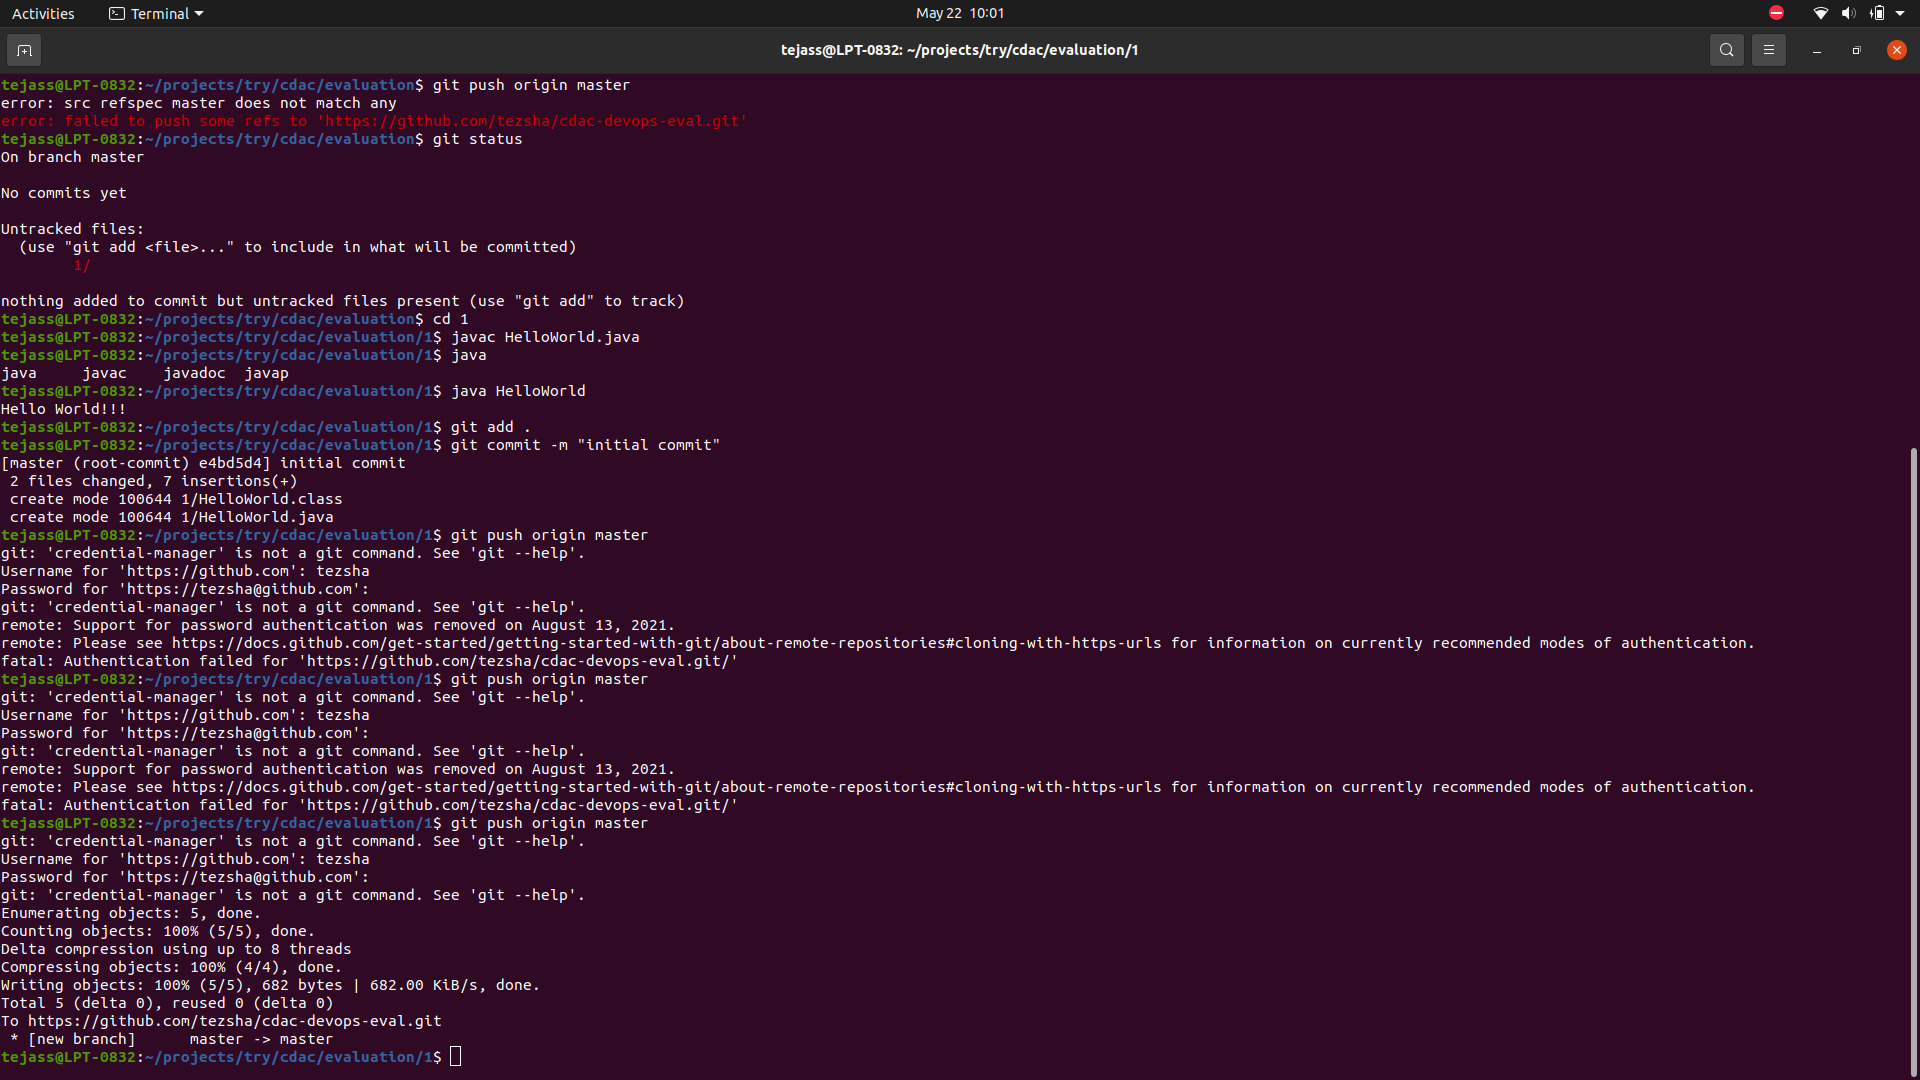 Activities Terminal May 22 10:01
tejass@LPT-0832: ~/projects/try/cdac/evaluation/1
tejass@LPT-0832:~/projects/try/cdac/evaluation$ git push origin master
error: src refspec master does not match any
error: failed to push some refs to 'https://github.com/tezsha/cdac-devops-eval.git'
tejass@LPT-0832:~/projects/try/cdac/evaluation$ git status
On branch master
No commits yet
Untracked files:
  (use "git add <file>..." to include in what will be committed)
        1/
nothing added to commit but untracked files present (use "git add" to track)
tejass@LPT-0832:~/projects/try/cdac/evaluation$ cd 1
tejass@LPT-0832:~/projects/try/cdac/evaluation/1$ javac HelloWorld.java
tejass@LPT-0832:~/projects/try/cdac/evaluation/1$ java
java     javac    javadoc  javap
tejass@LPT-0832:~/projects/try/cdac/evaluation/1$ java HelloWorld
Hello World!!!
tejass@LPT-0832:~/projects/try/cdac/evaluation/1$ git add .
tejass@LPT-0832:~/projects/try/cdac/evaluation/1$ git commit -m "initial commit"
[master (root-commit) e4bd5d4] initial commit
 2 files changed, 7 insertions(+)
 create mode 100644 1/HelloWorld.class
 create mode 100644 1/HelloWorld.java
tejass@LPT-0832:~/projects/try/cdac/evaluation/1$ git push origin master
git: 'credential-manager' is not a git command. See 'git --help'.
Username for 'https://github.com': tezsha
Password for 'https://tezsha@github.com':
git: 'credential-manager' is not a git command. See 'git --help'.
remote: Support for password authentication was removed on August 13, 2021.
remote: Please see https://docs.github.com/get-started/getting-started-with-git/about-remote-repositories#cloning-with-https-urls for information on currently recommended modes of authentication.
fatal: Authentication failed for 'https://github.com/tezsha/cdac-devops-eval.git/'
tejass@LPT-0832:~/projects/try/cdac/evaluation/1$ git push origin master
git: 'credential-manager' is not a git command. See 'git --help'.
Username for 'https://github.com': tezsha
Password for 'https://tezsha@github.com':
git: 'credential-manager' is not a git command. See 'git --help'.
remote: Support for password authentication was removed on August 13, 2021.
remote: Please see https://docs.github.com/get-started/getting-started-with-git/about-remote-repositories#cloning-with-https-urls for information on currently recommended modes of authentication.
fatal: Authentication failed for 'https://github.com/tezsha/cdac-devops-eval.git/'
tejass@LPT-0832:~/projects/try/cdac/evaluation/1$ git push origin master
git: 'credential-manager' is not a git command. See 'git --help'.
Username for 'https://github.com': tezsha
Password for 'https://tezsha@github.com':
git: 'credential-manager' is not a git command. See 'git --help'.
Enumerating objects: 5, done.
Counting objects: 100% (5/5), done.
Delta compression using up to 8 threads
Compressing objects: 100% (4/4), done.
Writing objects: 100% (5/5), 682 bytes | 682.00 KiB/s, done.
Total 5 (delta 0), reused 0 (delta 0)
To https://github.com/tezsha/cdac-devops-eval.git
 * [new branch]      master -> master
tejass@LPT-0832:~/projects/try/cdac/evaluation/1$